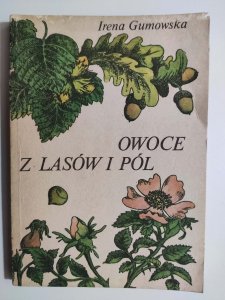 Irena Gumowska
OWOCE
Z LASÓW I PÓL